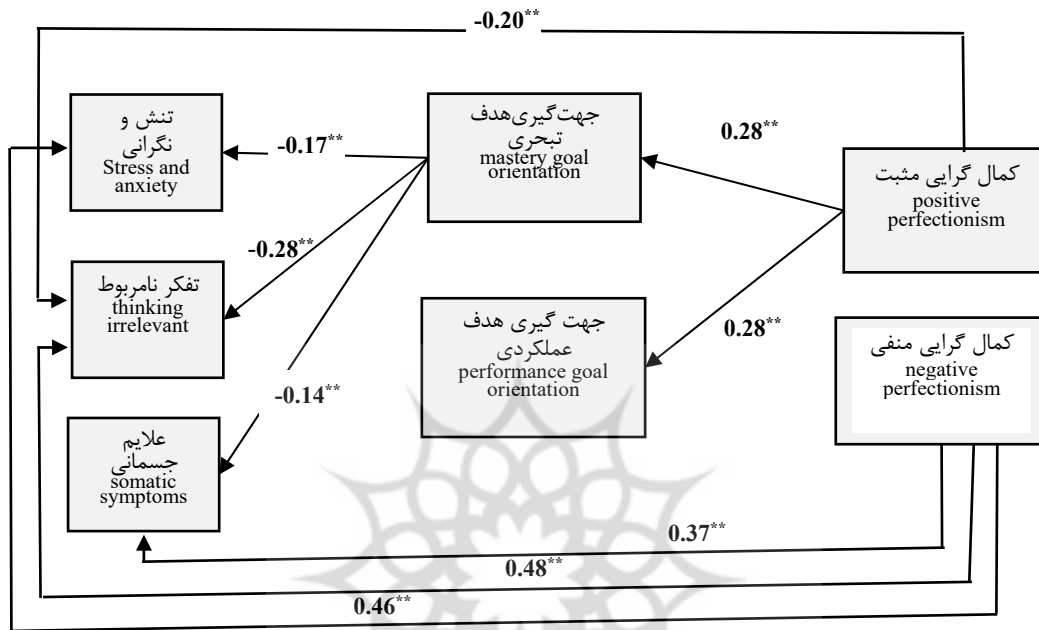 -0.20**
تنش و
نگرانی
Stress and
anxiety
-0.17**
جهت‌گیری‌هدف
تبحری
mastery goal
orientation
0.28**
کمال گرایی مثبت
positive
perfectionism
-0.28**
تفکر نامربوط
thinking
irrelevant
جهت گیری هدف
عملکردی
performance goal
orientation
0.28**
کمال گرایی منفی
negative
perfectionism
-0.14**
علایم
جسمانی
somatic
symptoms
0.37**
0.48**
0.46**